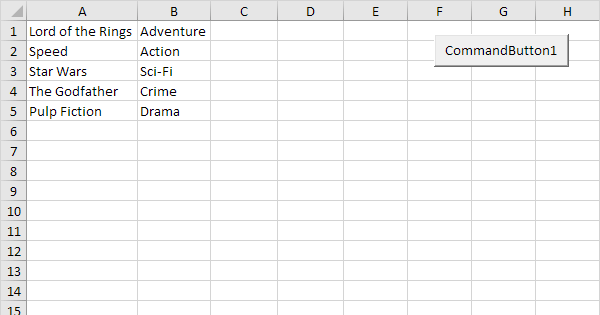 A B C D E F G H
1 Lord of the Rings Adventure
2 Speed Action CommandButton1
3 Star Wars Sci-Fi
4 The Godfather Crime
5 Pulp Fiction Drama
6
7
8
9
10
11
12
13
14
15